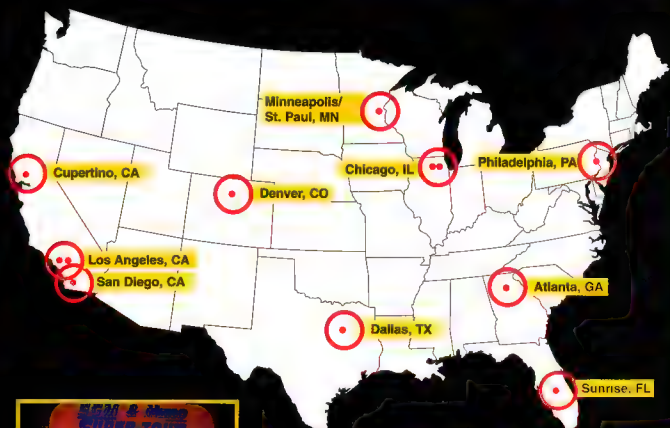 Minneapolis/
St. Paul, MN
Chicago, IL
Philadelphia, PA
Cupertino, CA
Denver, CO
Los Angeles, CA
San Diego, CA
Atlanta, GA
Dallas, TX
Sunrise, FL